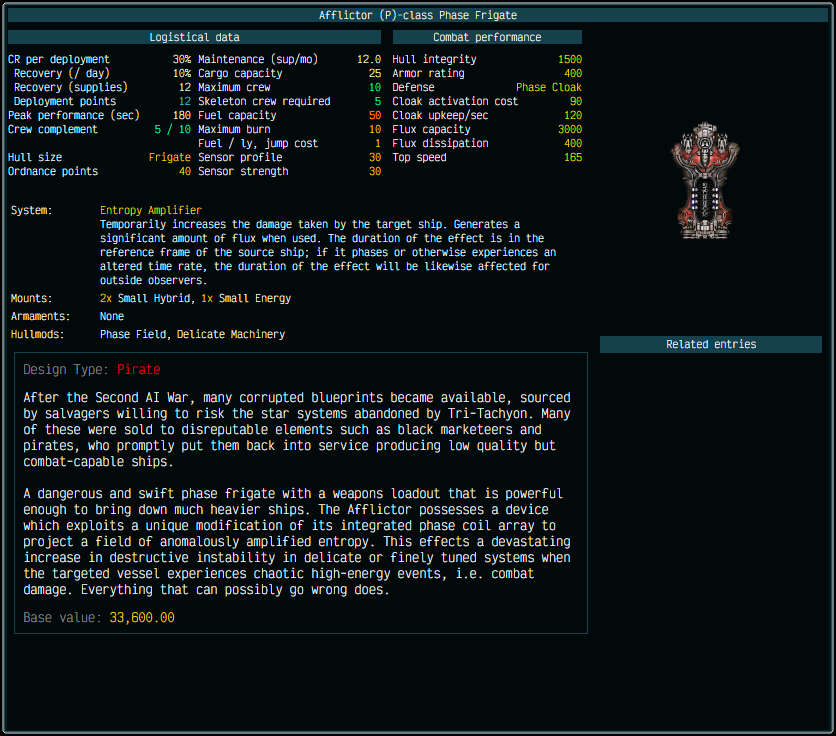 Afflictor (P)-class Phase Frigate
Logistical data
CR per deployment 30% Maintenance (sup/mo) 12.0
Recovery (/ day) 10% Cargo capacity 25
Recovery (supplies) 12 Maximum crew 10
Deployment points 12 Skeleton crew required 5
Peak performance (sec) 180 Fuel capacity 50
Crew complement 5 / 10 Maximum burn 10
Fuel / ly, jump cost 1
Hull size Frigate Sensor profile 30
Ordnance points 40 Sensor strength 30
Combat performance
Hull integrity 1500
Armor rating 400
Defense Phase Cloak
Cloak activation cost 90
Cloak upkeep/sec 120
Flux capacity 3000
Flux dissipation 400
Top speed 165
System: Entropy Amplifier
Temporarily increases the damage taken by the target ship. Generates a
significant amount of flux when used. The duration of the effect is in the
reference frame of the source ship; if it phases or otherwise experiences an
altered time rate, the duration of the effect will be likewise affected for
outside observers.
Mounts: 2x Small Hybrid, 1x Small Energy
Armaments: None
Hullmods: Phase Field, Delicate Machinery
Related entries
Design Type: Pirate
After the Second AI War, many corrupted blueprints became available, sourced
by salvagers willing to risk the star systems abandoned by Tri-Tachyon. Many
of these were sold to disreputable elements such as black marketeers and
pirates, who promptly put them back into service producing low quality but
combat-capable ships.
A dangerous and swift phase frigate with a weapons loadout that is powerful
enough to bring down much heavier ships. The Afflictor possesses a device
which exploits a unique modification of its integrated phase coil array to
project a field of anomalously amplified entropy. This effects a devastating
increase in destructive instability in delicate or finely tuned systems when
the targeted vessel experiences chaotic high-energy events, i.e. combat
damage. Everything that can possibly go wrong does.
Base value: 33,600.00